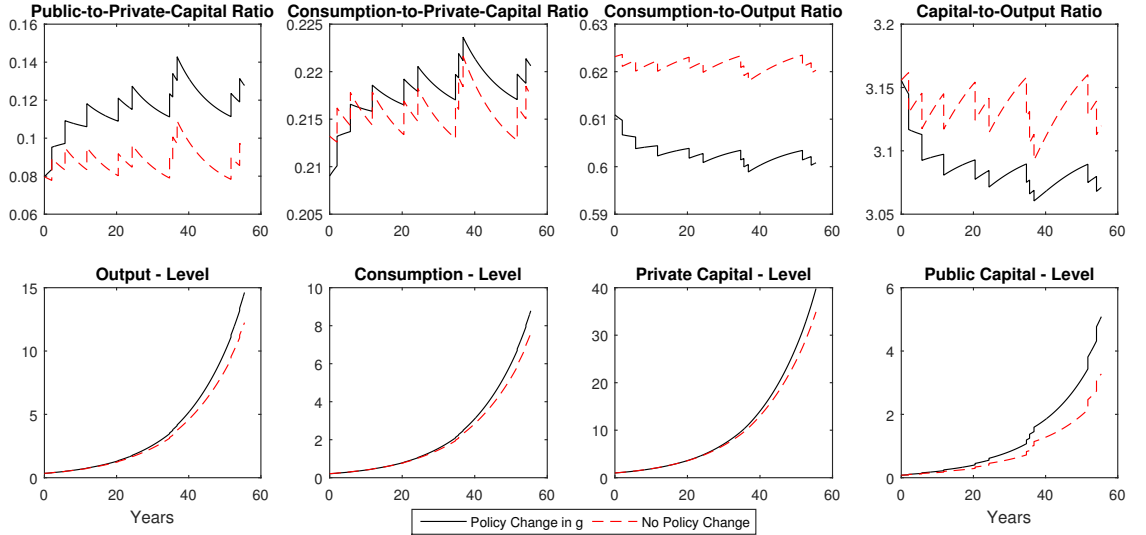 Public-to-Private-Capital Ratio
0.14
0.12
0.1
0.08
0.06
0 20 40 60
Consumption-to-Private-Capital Ratio
0.22
0.215
0.21
0.205
0 20 40 60
Consumption-to-Output Ratio
0.63
0.62
0.61
0.6
0.59
0 20 40 60
Capital-to-Output Ratio
3.2
3.15
3.1
3.05
0 20 40 60
Output - Level
15
10
5
0
0 20 40 60
Years
Consumption - Level
10
8
6
4
2
0
0 20 40 60
Private Capital - Level
40
30
20
10
0
0 20 40 60
Public Capital - Level
6
4
2
0
0 20 40 60
Years
Policy Change in g No Policy Change